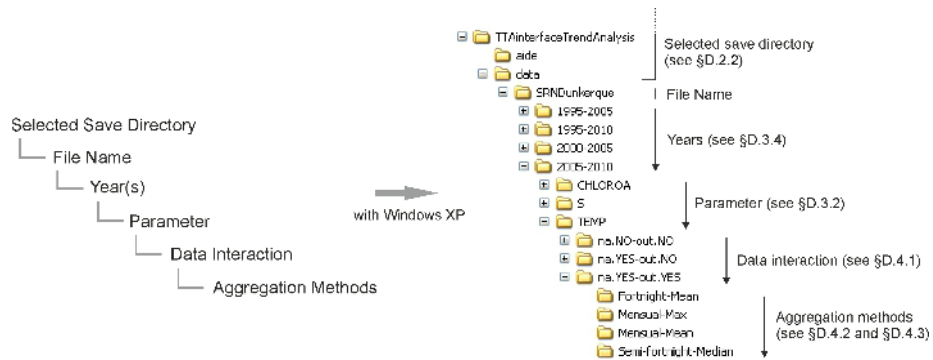 Selected Save Directory
File Name
Year(s)
Parameter
Data Interaction
Aggregation Methods
with Windows XP
TTAinterfaceTrendAnalysis
aide
data
SRNDunkerque
1995-2005
1995-2010
2000-2005
2005-2010
CHLOROA
S
TEMP
na.NO-out.NO
na.YES-out.NO
na.YES-out.YES
Fortnight-Mean
Mensual-Max
Mensual-Mean
Semi-fortnight-Median
Selected save directory
(see §D.2.2)
File Name
Years (see §D.3.4)
Parameter (see §D.3.2)
Data interaction (see §D.4.1)
Aggregation methods
(see §D.4.2 and §D.4.3)